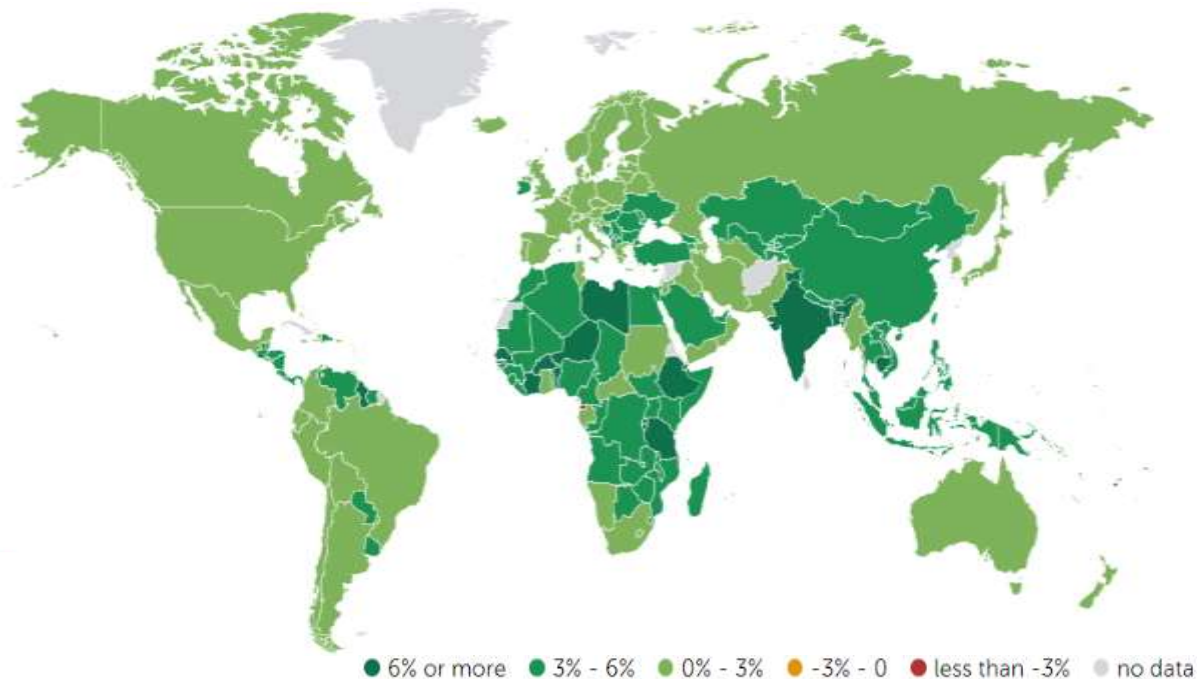 6% or more 3% - 6% 0% - 3% -3% - 0 less than -3% no data